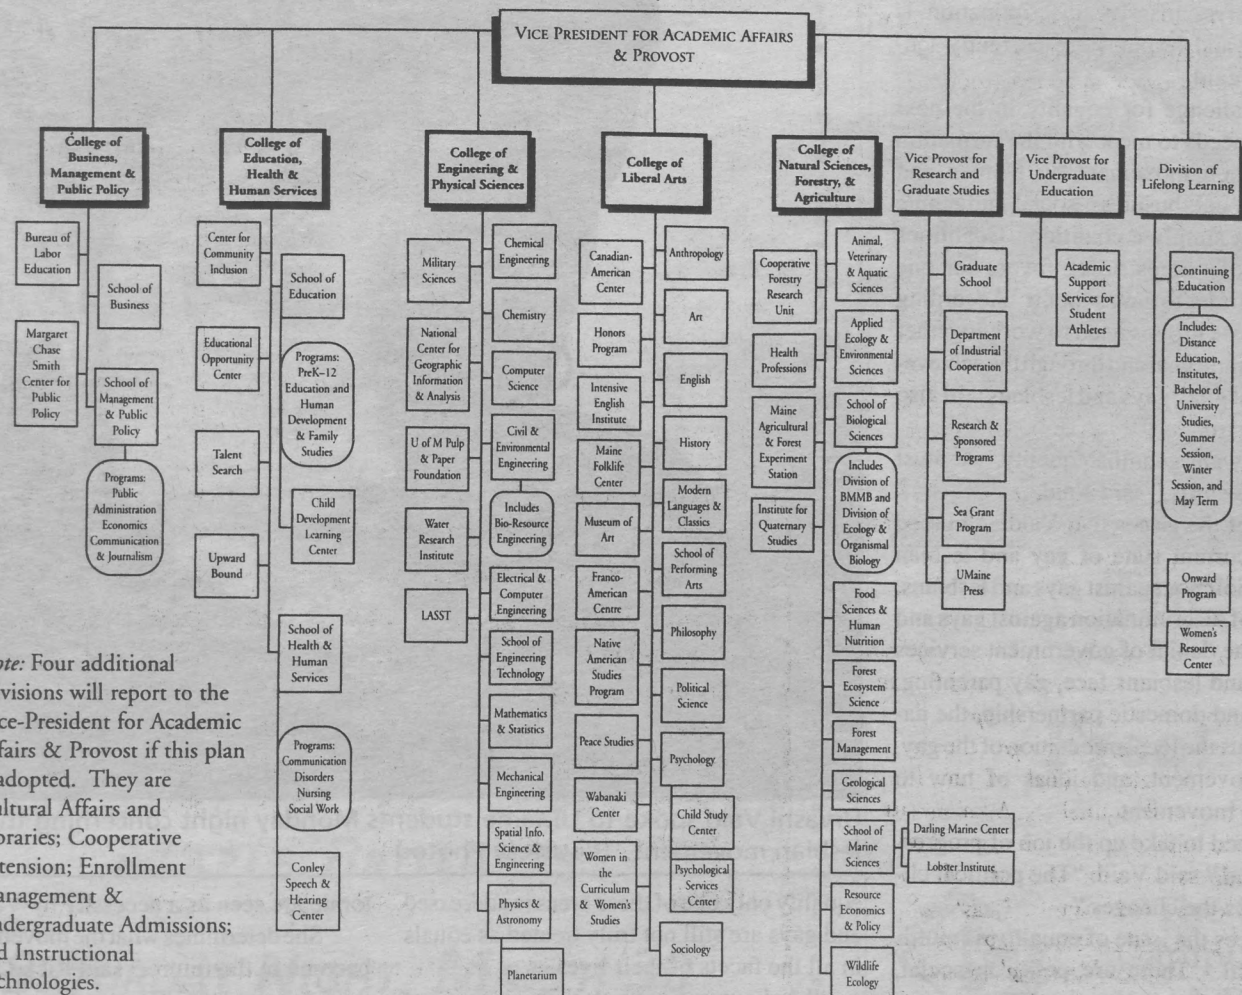 VICE PRESIDENT FOR ACADEMIC AFFAIRS
& PROVOST
College of
Business,
Management &
Public Policy
Bureau of
Labor
Education
School of
Business
Margaret
Chase
Smith
Center for
Public
Policy
School of
Management
& Public
Policy
Programs:
Public
Administration
Economics
Communication
& Journalism
College of
Education,
Health &
Human Services
Center for
Community
Inclusion
School of
Education
Educational
Opportunity
Center
Programs:
PreK–12
Education and
Human
Development
& Family
Studies
Talent
Search
Child
Development
Learning
Center
Upward
Bound
School of
Health &
Human
Services
Programs:
Communication
Disorders
Nursing
Social Work
Conley
Speech &
Hearing
Center
College of
Engineering &
Physical Sciences
Military
Sciences
Chemical
Engineering
Chemistry
National
Center for
Geographic
Information
& Analysis
Computer
Science
U of M Pulp
& Paper
Foundation
Civil &
Environmental
Engineering
Includes
Bio-Resource
Engineering
Water
Research
Institute
Electrical &
Computer
Engineering
LASST
School of
Engineering
Technology
Mathematics
& Statistics
Mechanical
Engineering
Spatial Info.
Science &
Engineering
Physics &
Astronomy
Planetarium
College of
Liberal Arts
Canadian-
American
Center
Anthropology
Honors
Program
Art
Intensive
English
Institute
English
Maine
Folklife
Center
History
Museum of
Art
Modern
Languages &
Classics
Franco-
American
Centre
School of
Performing
Arts
Native
American
Studies
Program
Philosophy
Political
Science
Peace Studies
Psychology
Wabanaki
Center
Child Study
Center
Women in
the
Curriculum
& Women's
Studies
Psychological
Services
Center
Sociology
College of
Natural Sciences,
Forestry, &
Agriculture
Cooperative
Forestry
Research
Unit
Animal,
Veterinary
& Aquatic
Sciences
Health
Professions
Applied
Ecology &
Environmental
Sciences
Maine
Agricultural
& Forest
Experiment
Station
School of
Biological
Sciences
Includes
Division of
BMMB and
Division of
Ecology &
Organismal
Biology
Institute for
Quaternary
Studies
Food
Sciences &
Human
Nutrition
Forest
Ecosystem
Science
Forest
Management
Geological
Sciences
School of
Marine
Sciences
Darling Marine Center
Lobster Institute
Resource
Economics
& Policy
Wildlife
Ecology
Vice Provost for
Research and
Graduate Studies
Graduate
School
Department
of Industrial
Cooperation
Research &
Sponsored
Programs
Sea Grant
Program
UMaine
Press
Vice Provost for
Undergraduate
Education
Academic
Support
Services for
Student
Athletes
Division of
Lifelong Learning
Continuing
Education
Includes:
Distance
Education,
Institutes,
Bachelor of
University
Studies,
Summer
Session,
Winter
Session, and
May Term
Onward
Program
Women's
Resource
Center
ote: Four additional
visions will report to the
ce-President for Academic
fairs & Provost if this plan
adopted. They are
ultural Affairs and
braries; Cooperative
tension; Enrollment
anagement &
ndergraduate Admissions;
d Instructional
chnologies.